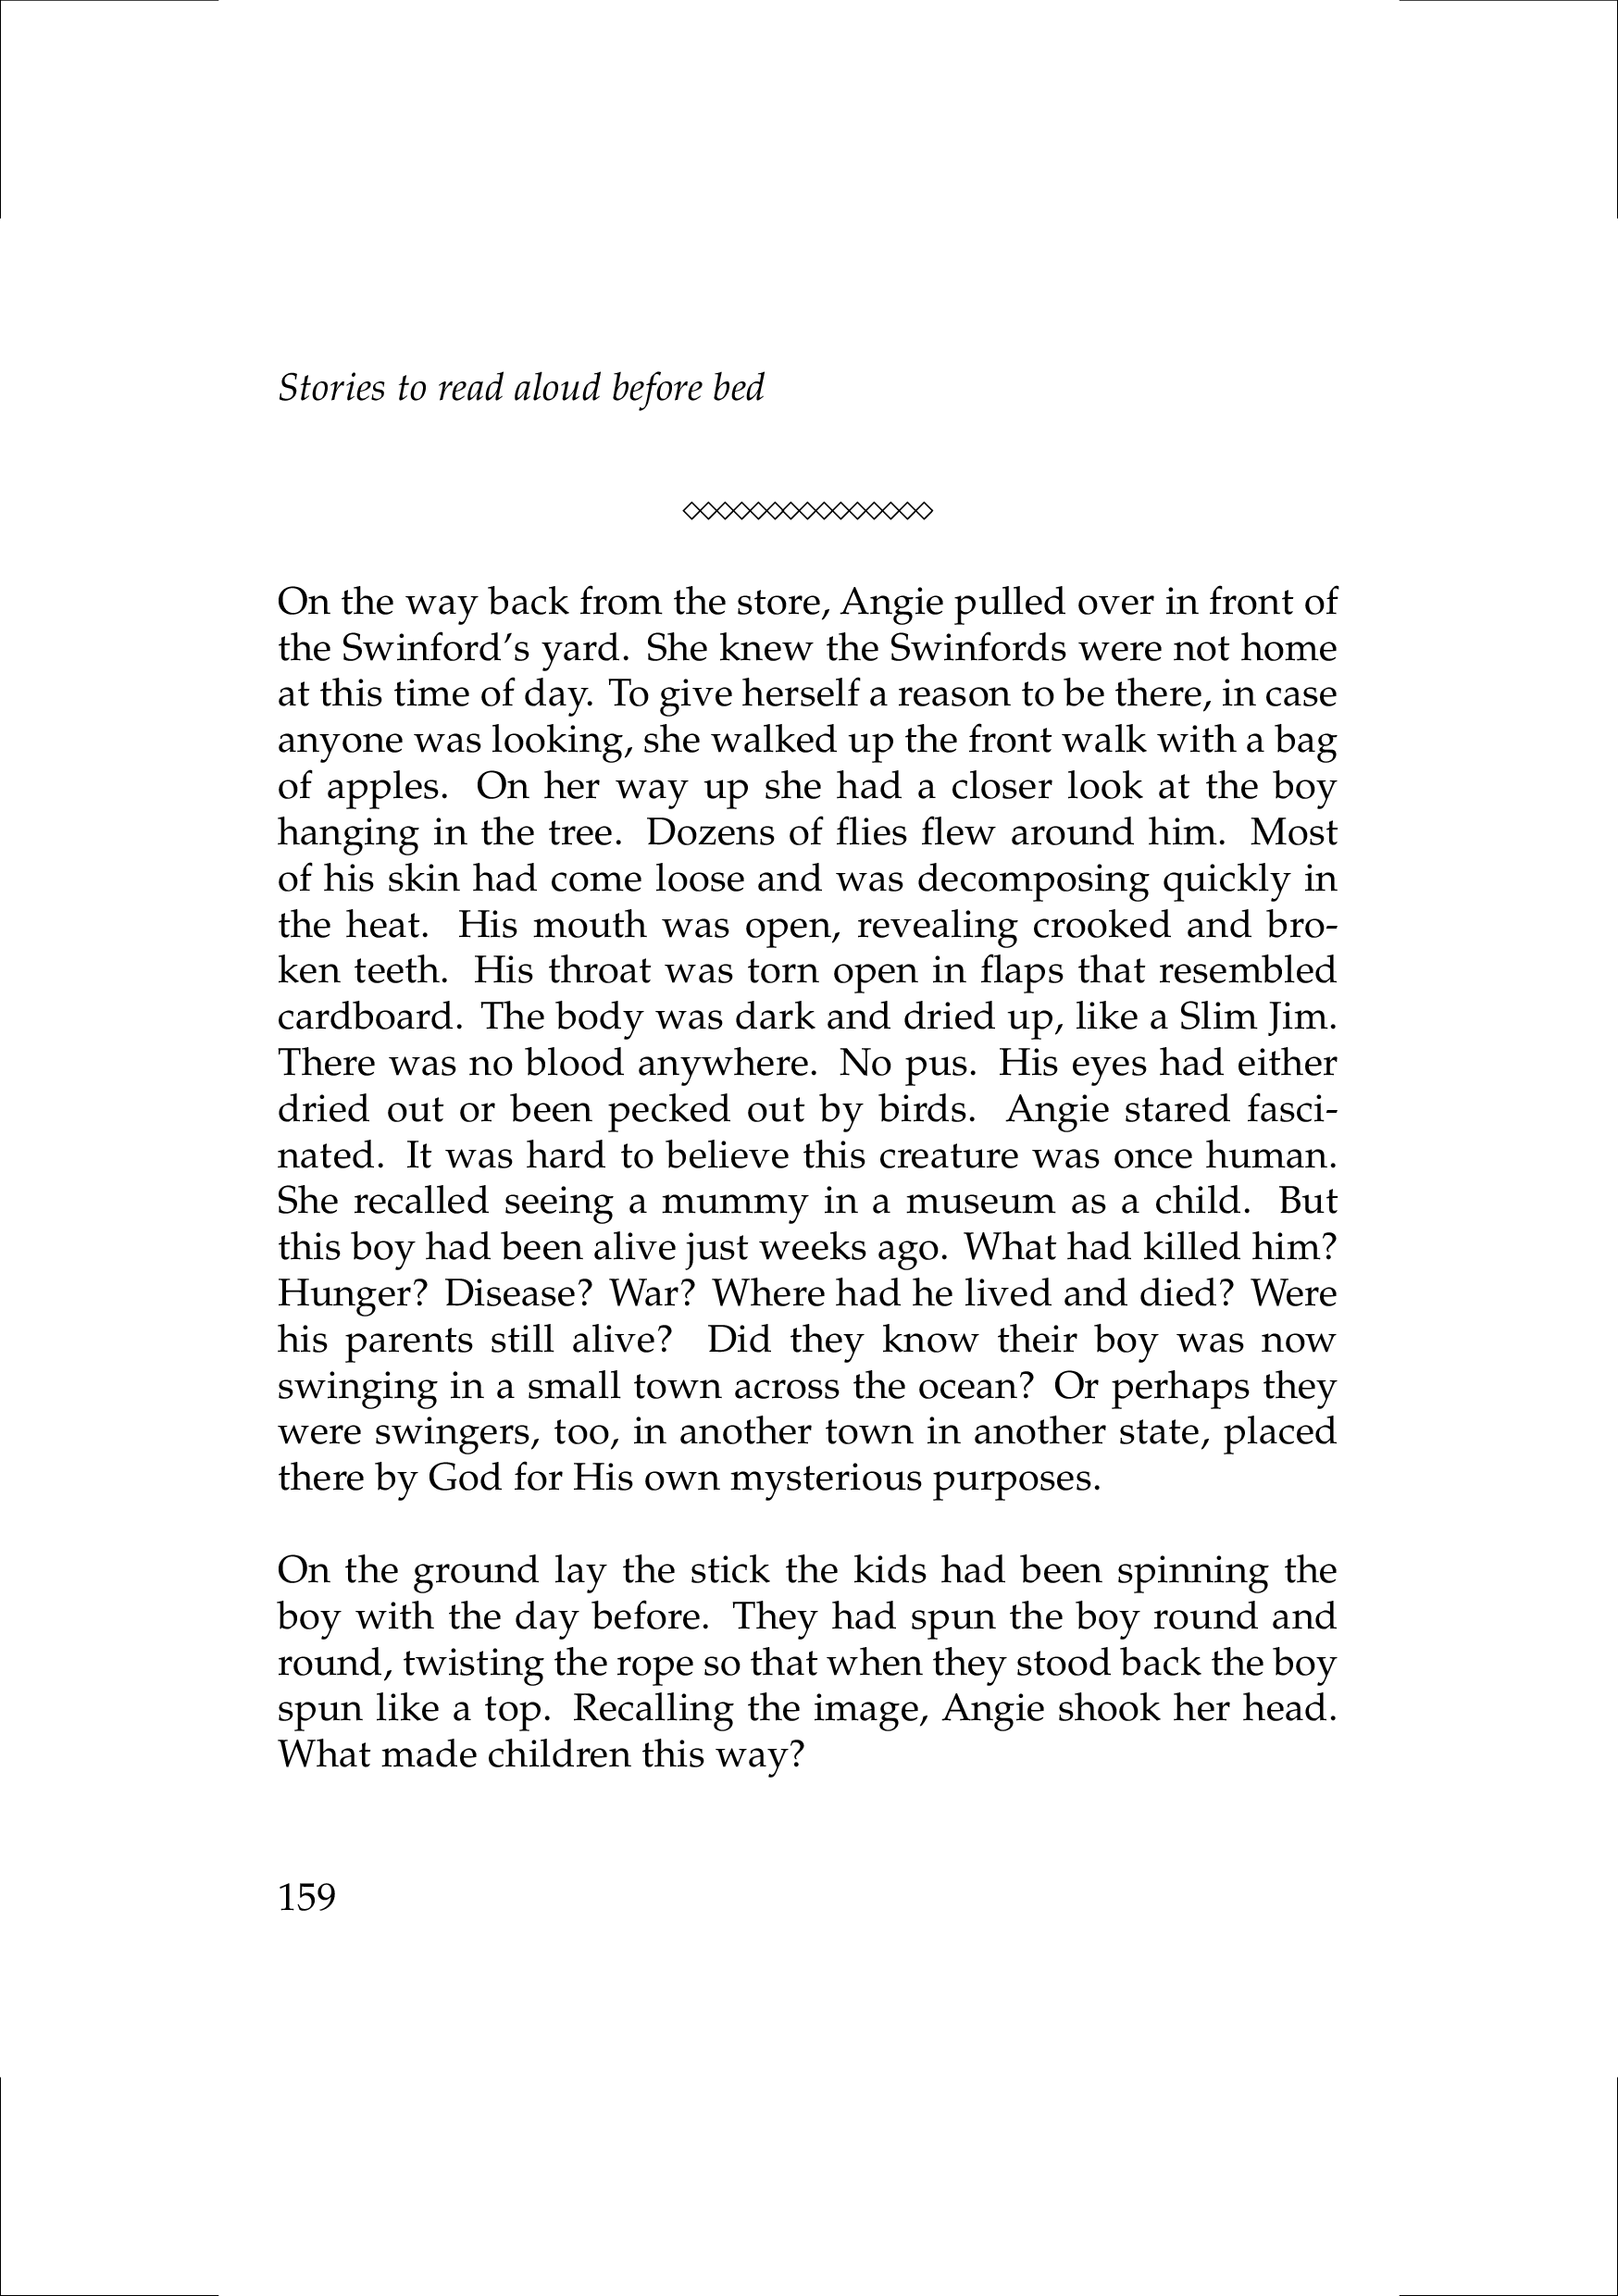 Stories to read aloud before bed
On the way back from the store, Angie pulled over in front of
the Swinford's yard. She knew the Swinfords were not home
at this time of day. To give herself a reason to be there, in case
anyone was looking, she walked up the front walk with a bag
of apples. On her way up she had a closer look at the boy
hanging in the tree. Dozens of flies flew around him. Most
of his skin had come loose and was decomposing quickly in
the heat. His mouth was open, revealing crooked and bro-
ken teeth. His throat was torn open in flaps that resembled
cardboard. The body was dark and dried up, like a Slim Jim.
There was no blood anywhere. No pus. His eyes had either
dried out or been pecked out by birds. Angie stared fasci-
nated. It was hard to believe this creature was once human.
She recalled seeing a mummy in a museum as a child. But
this boy had been alive just weeks ago. What had killed him?
Hunger? Disease? War? Where had he lived and died? Were
his parents still alive? Did they know their boy was now
swinging in a small town across the ocean? Or perhaps they
were swingers, too, in another town in another state, placed
there by God for His own mysterious purposes.
On the ground lay the stick the kids had been spinning the
boy with the day before. They had spun the boy round and
round, twisting the rope so that when they stood back the boy
spun like a top. Recalling the image, Angie shook her head.
What made children this way?
159